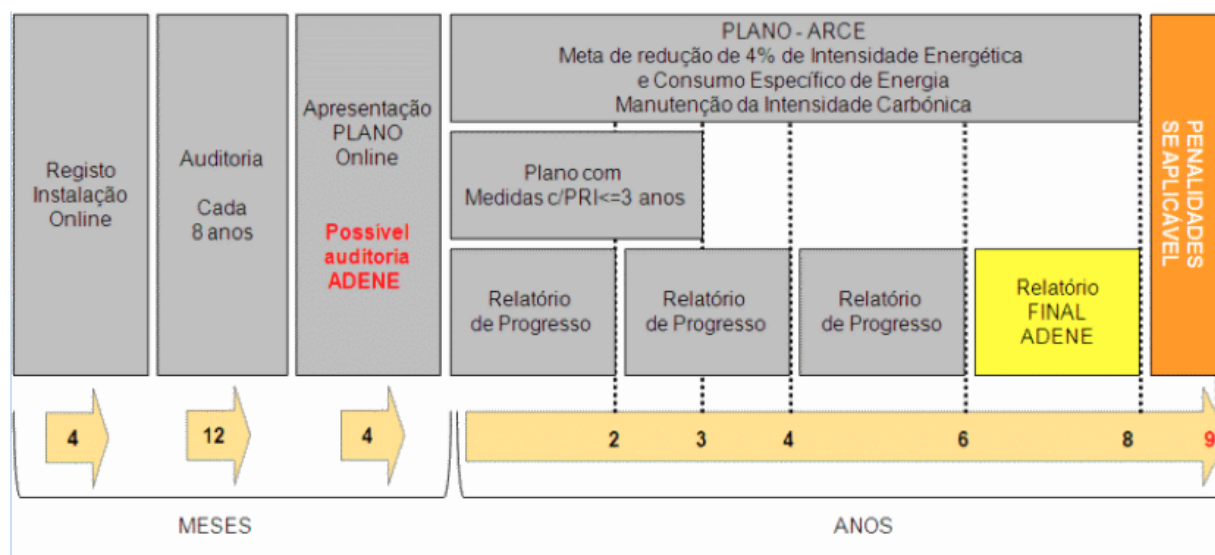 Registo
Instalação
Online
Auditoria
Cada
8 anos
Apresentação
PLANO
Online
Possível
auditoria
ADENE
PLANO - ARCE
Meta de redução de 4% de Intensidade Energética
e Consumo Específico de Energia
Manutenção da Intensidade Carbónica
Plano com
Medidas c/PRI<=3 anos
Relatório
de Progresso
Relatório
de Progresso
Relatório
de Progresso
Relatório
FINAL
ADENE
PENALIDADES
SE APLICÁVEL
4
12
4
2
3
4
6
8
9
MESES
ANOS